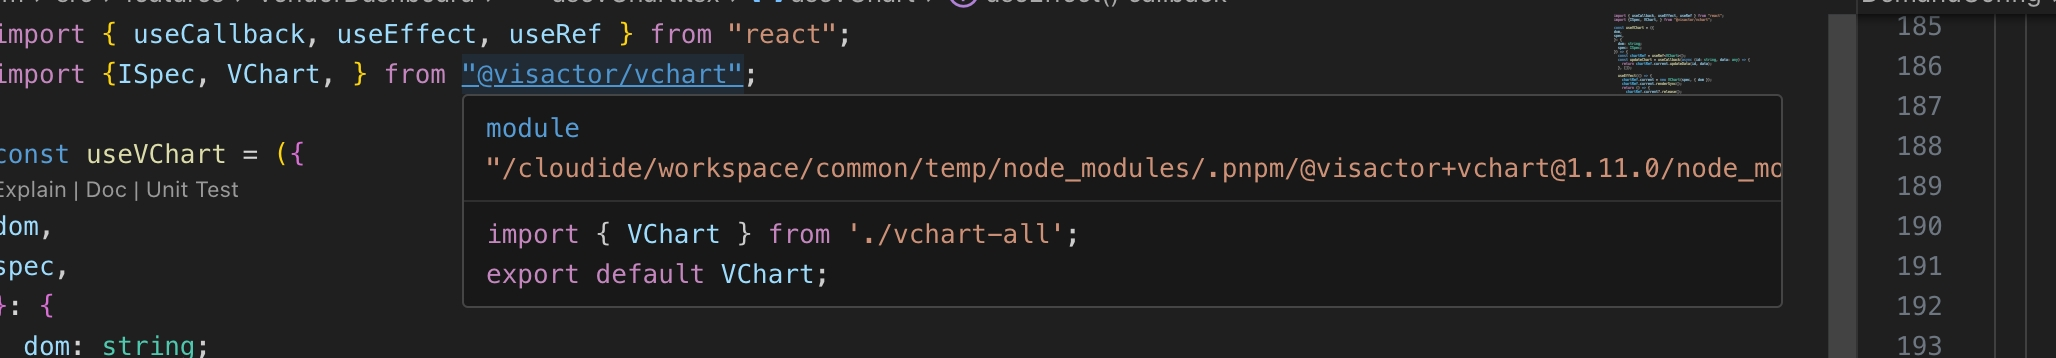 import { useCallback, useEffect, useRef } from "react";
import {ISpec, VChart, } from "@visactor/vchart";
module
"/cloudide/workspace/common/temp/node_modules/.pnpm/@visactor+vchart@1.11.0/node_mo
import { VChart } from './vchart-all';
export default VChart;
const useVChart = ({
Explain | Doc | Unit Test
dom,
spec,
}: {
dom: string;
185
186
187
188
189
190
191
192
193